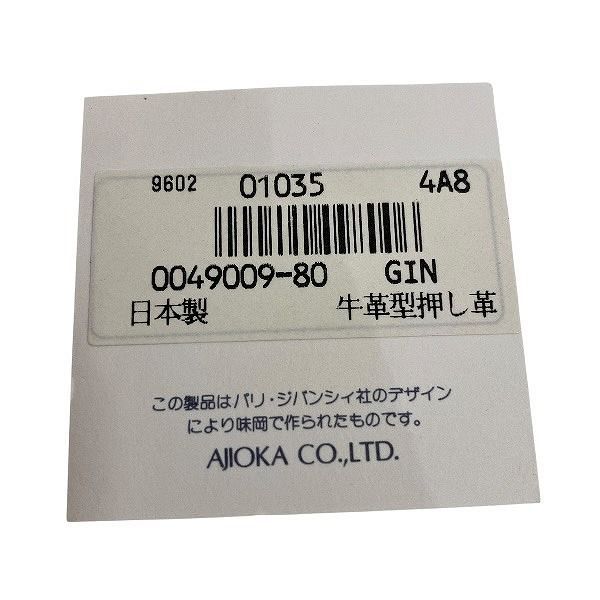 9602 01035 4A8
0049009-80 GIN
日本製 牛革型押し革
この製品はパリ・ジバンシィ社のデザイン
により味岡で作られたものです。
AJIOKA CO.,LTD.